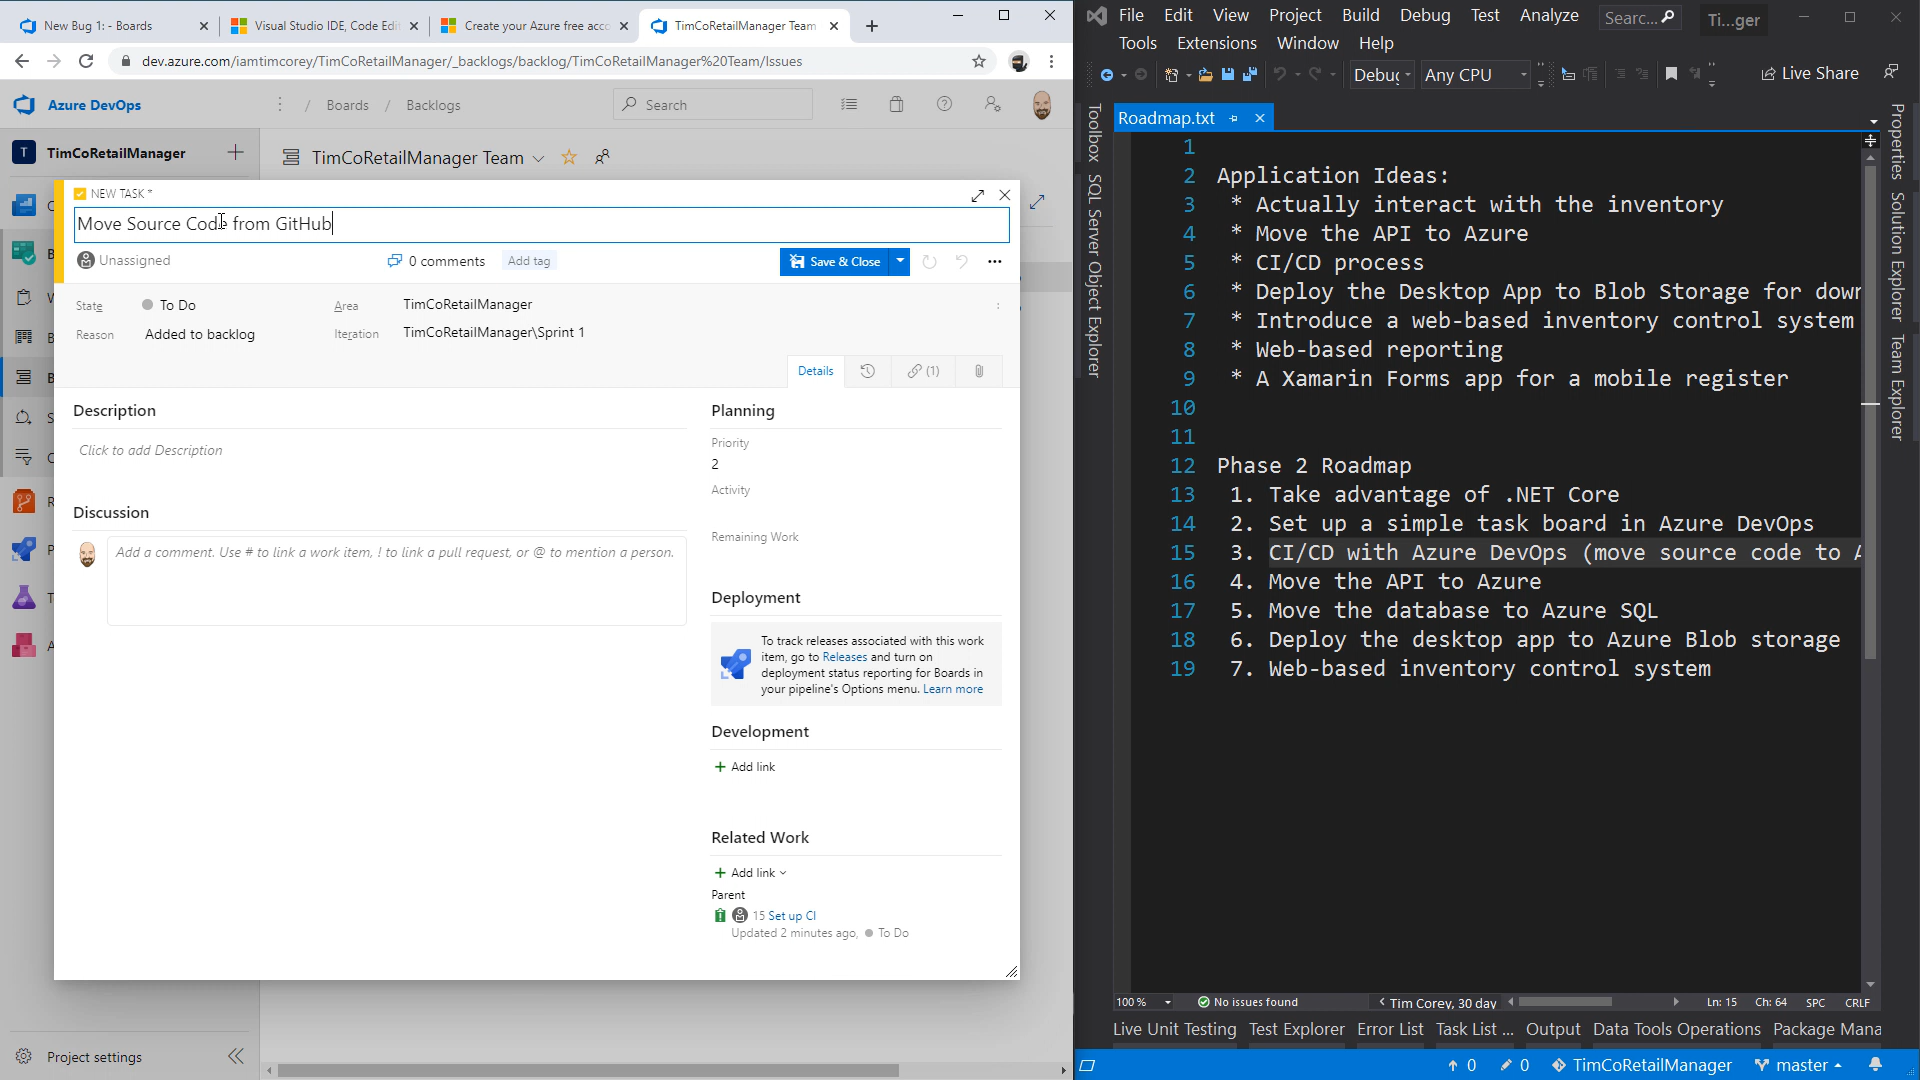 New Bug 1: - Boards
Visual Studio IDE, Code Edit
Create your Azure free acco
TimCoRetailManager Team
dev.azure.com/iamtimcorey/TimCoRetailManager/_backlogs/backlog/TimCoRetailManager%20Team/Issues
Azure DevOps
/ Boards / Backlogs
Search
T TimCoRetailManager
TimCoRetailManager Team
NEW TASK *
Move Source Code from GitHub
Unassigned
0 comments
Add tag
Save & Close
State
To Do
Area
TimCoRetailManager
Reason
Added to backlog
Iteration
TimCoRetailManager\Sprint 1
Details
(1)
Description
Click to add Description
Discussion
Add a comment. Use # to link a work item, ! to link a pull request, or @ to mention a person.
Planning
Priority
2
Activity
Remaining Work
Deployment
To track releases associated with this work
item, go to Releases and turn on
deployment status reporting for Boards in
your pipeline's Options menu. Learn more
Development
Add link
Related Work
Add link
Parent
15 Set up CI
Updated 2 minutes ago, To Do
Project settings
File Edit View Project Build Debug Test Analyze
Searc...
Ti...ger
Tools Extensions Window Help
Any CPU
Live Share
Toolbox
SQL Server Object Explorer
Roadmap.txt
1
2 Application Ideas:
3 * Actually interact with the inventory
4 * Move the API to Azure
5 * CI/CD process
6 * Deploy the Desktop App to Blob Storage for
7 * Introduce a web-based inventory control system
8 * Web-based reporting
9 * A Xamarin Forms app for a mobile register
10
11
12 Phase 2 Roadmap
13 1. Take advantage of .NET Core
14 2. Set up a simple task board in Azure DevOps
15 3. CI/CD with Azure DevOps (move source code to A
16 4. Move the API to Azure
17 5. Move the database to Azure SQL
18 6. Deploy the desktop app to Azure Blob storage
19 7. Web-based inventory control system
Properties
Solution Explorer
Team Explorer
100 %
No issues found
Tim Corey, 30 day
Ln: 15
Ch: 64
SPC
CRLF
Live Unit Testing
Test Explorer
Error List
Task List ...
Output
Data Tools Operations
Package Mana
0
0
TimCoRetailManager
master